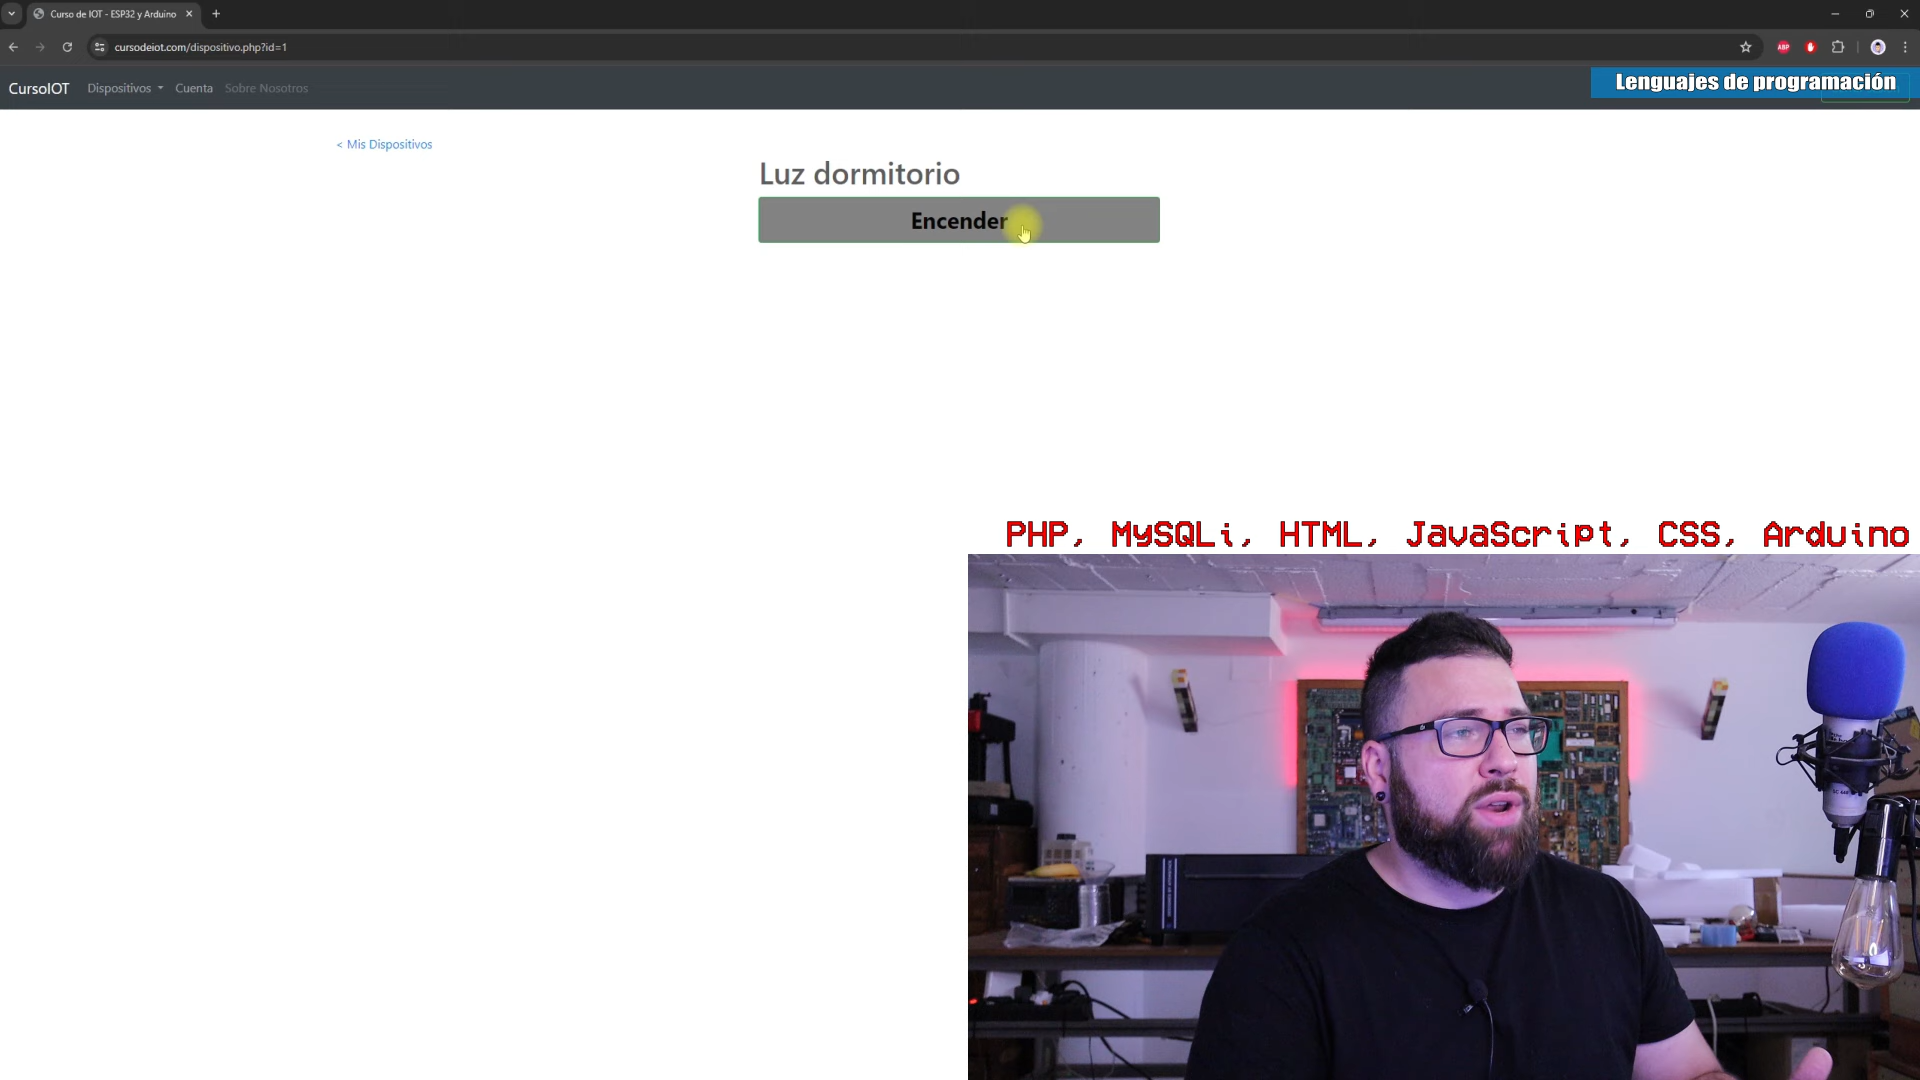 Curso de IOT - ESP32 y Arduino
cursodeiot.com/dispositivo.php?id=1
ABP
CursoIOT Dispositivos Cuenta Sobre Nosotros
Lenguajes de programación
< Mis Dispositivos
Luz dormitorio
Encender
PHP, MySQLi, HTML, JavaScript, CSS, Arduino